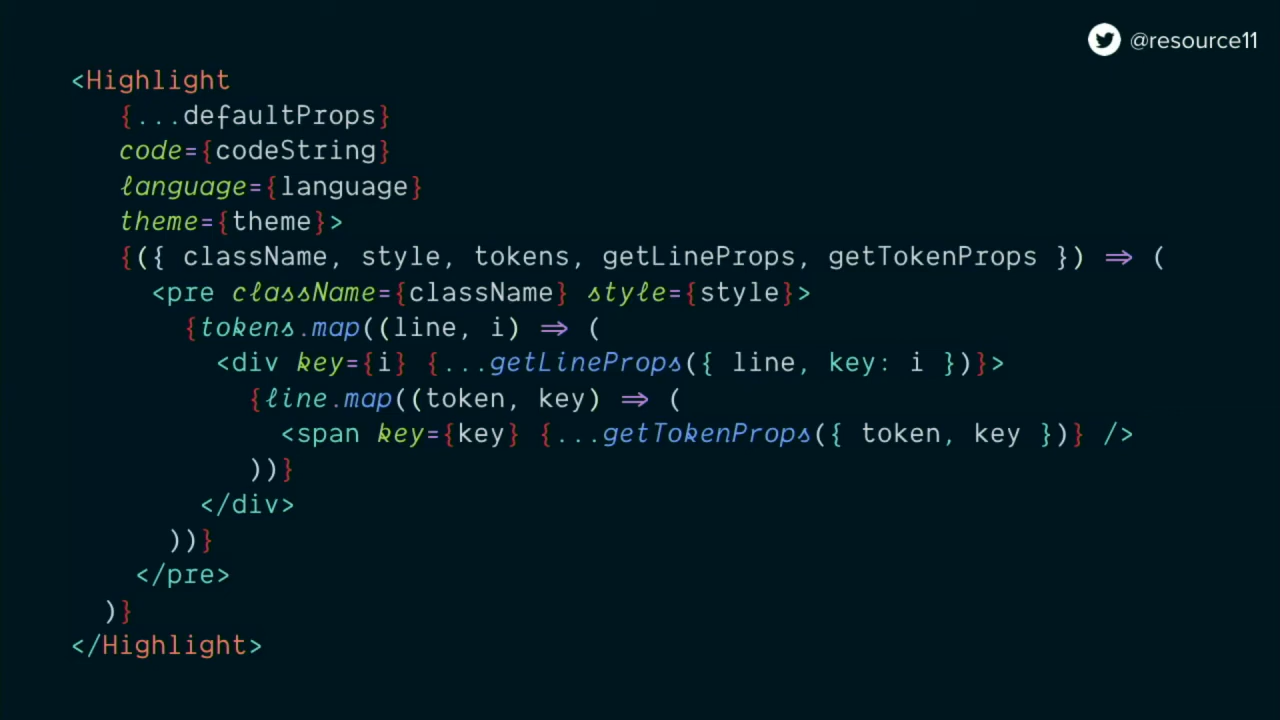 @resource11
<Highlight
{...defaultProps}
code={codeString}
language={language}
theme={theme}>
{({ className, style, tokens, getLineProps, getTokenProps }) => (
<pre className={className} style={style}>
{tokens.map((line, i) => (
<div key={i} {...getLineProps({ line, key: i })}>
{line.map((token, key) => (
<span key={key} {...getTokenProps({ token, key })} />
))}
</div>
))}
</pre>
)}
</Highlight>